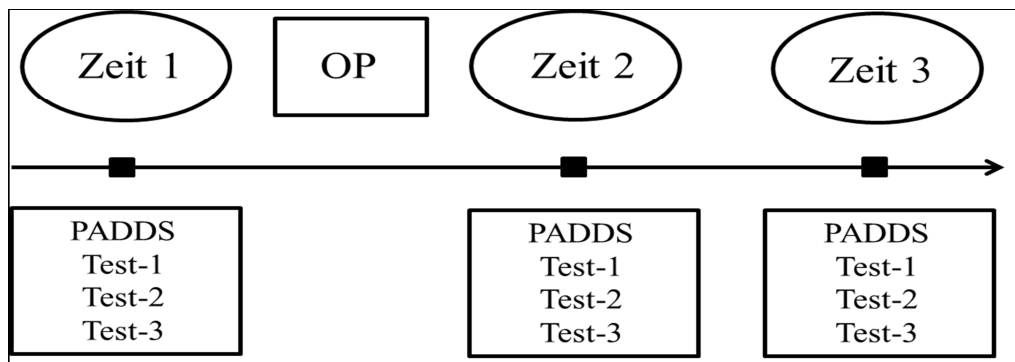 Zeit 1
OP
Zeit 2
Zeit 3
PADDS
Test-1
Test-2
Test-3
PADDS
Test-1
Test-2
Test-3
PADDS
Test-1
Test-2
Test-3